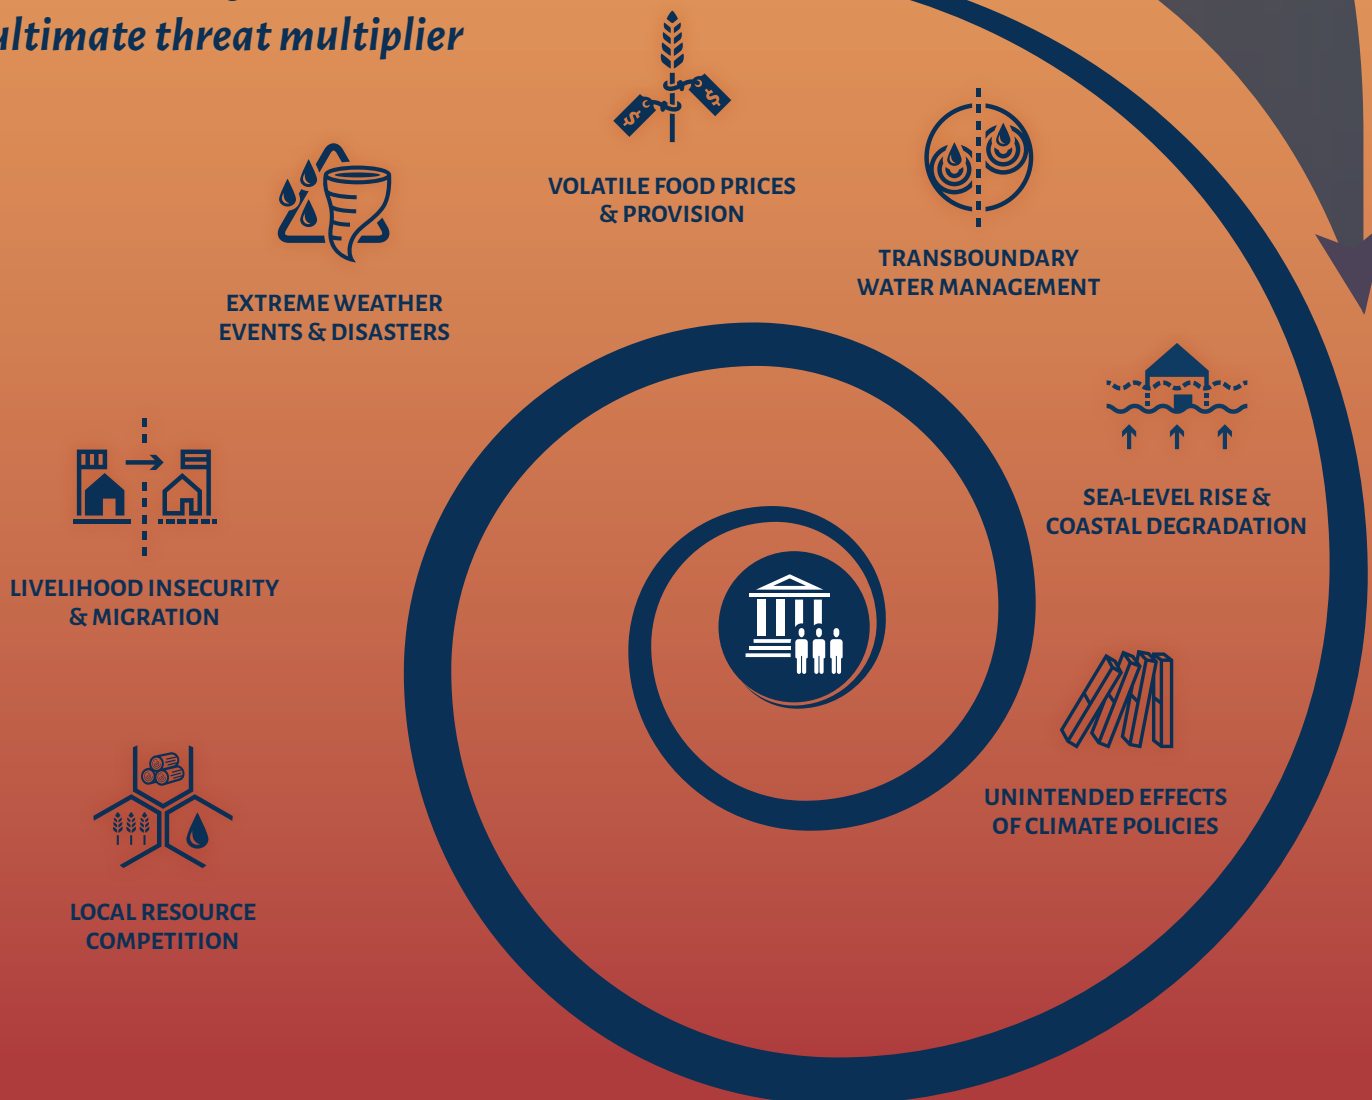 ultimate threat multiplier
VOLATILE FOOD PRICES
& PROVISION
TRANSBOUNDARY
WATER MANAGEMENT
EXTREME WEATHER
EVENTS & DISASTERS
SEA-LEVEL RISE &
COASTAL DEGRADATION
LIVELIHOOD INSECURITY
& MIGRATION
UNINTENDED EFFECTS
OF CLIMATE POLICIES
LOCAL RESOURCE
COMPETITION